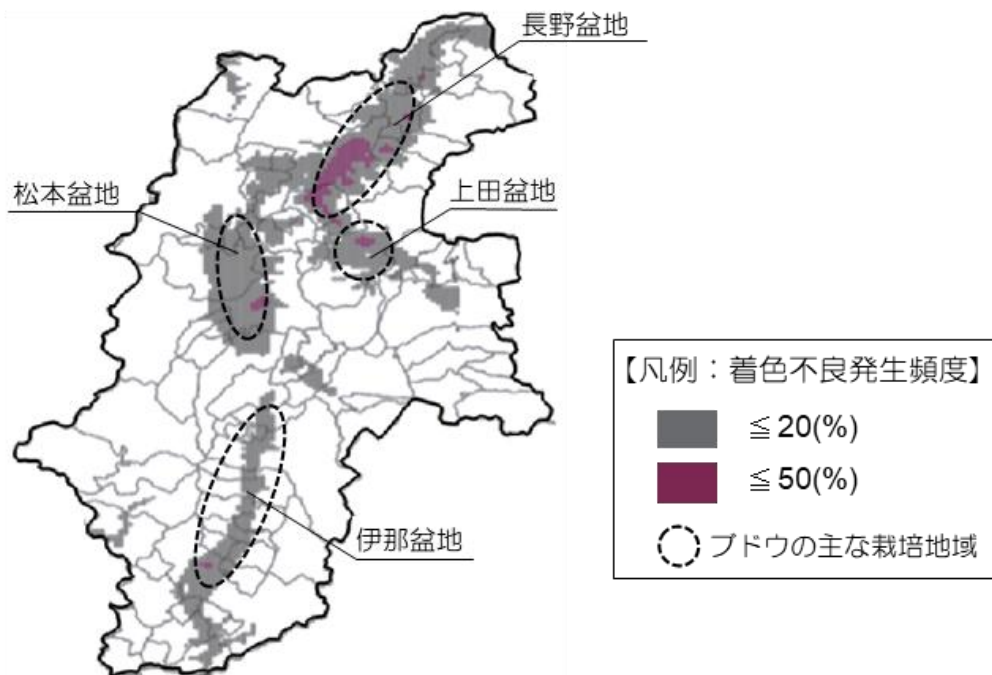 長野盆地
松本盆地
上田盆地
伊那盆地
【凡例：着色不良発生頻度】
≦20(%)
≦50(%)
ブドウの主な栽培地域